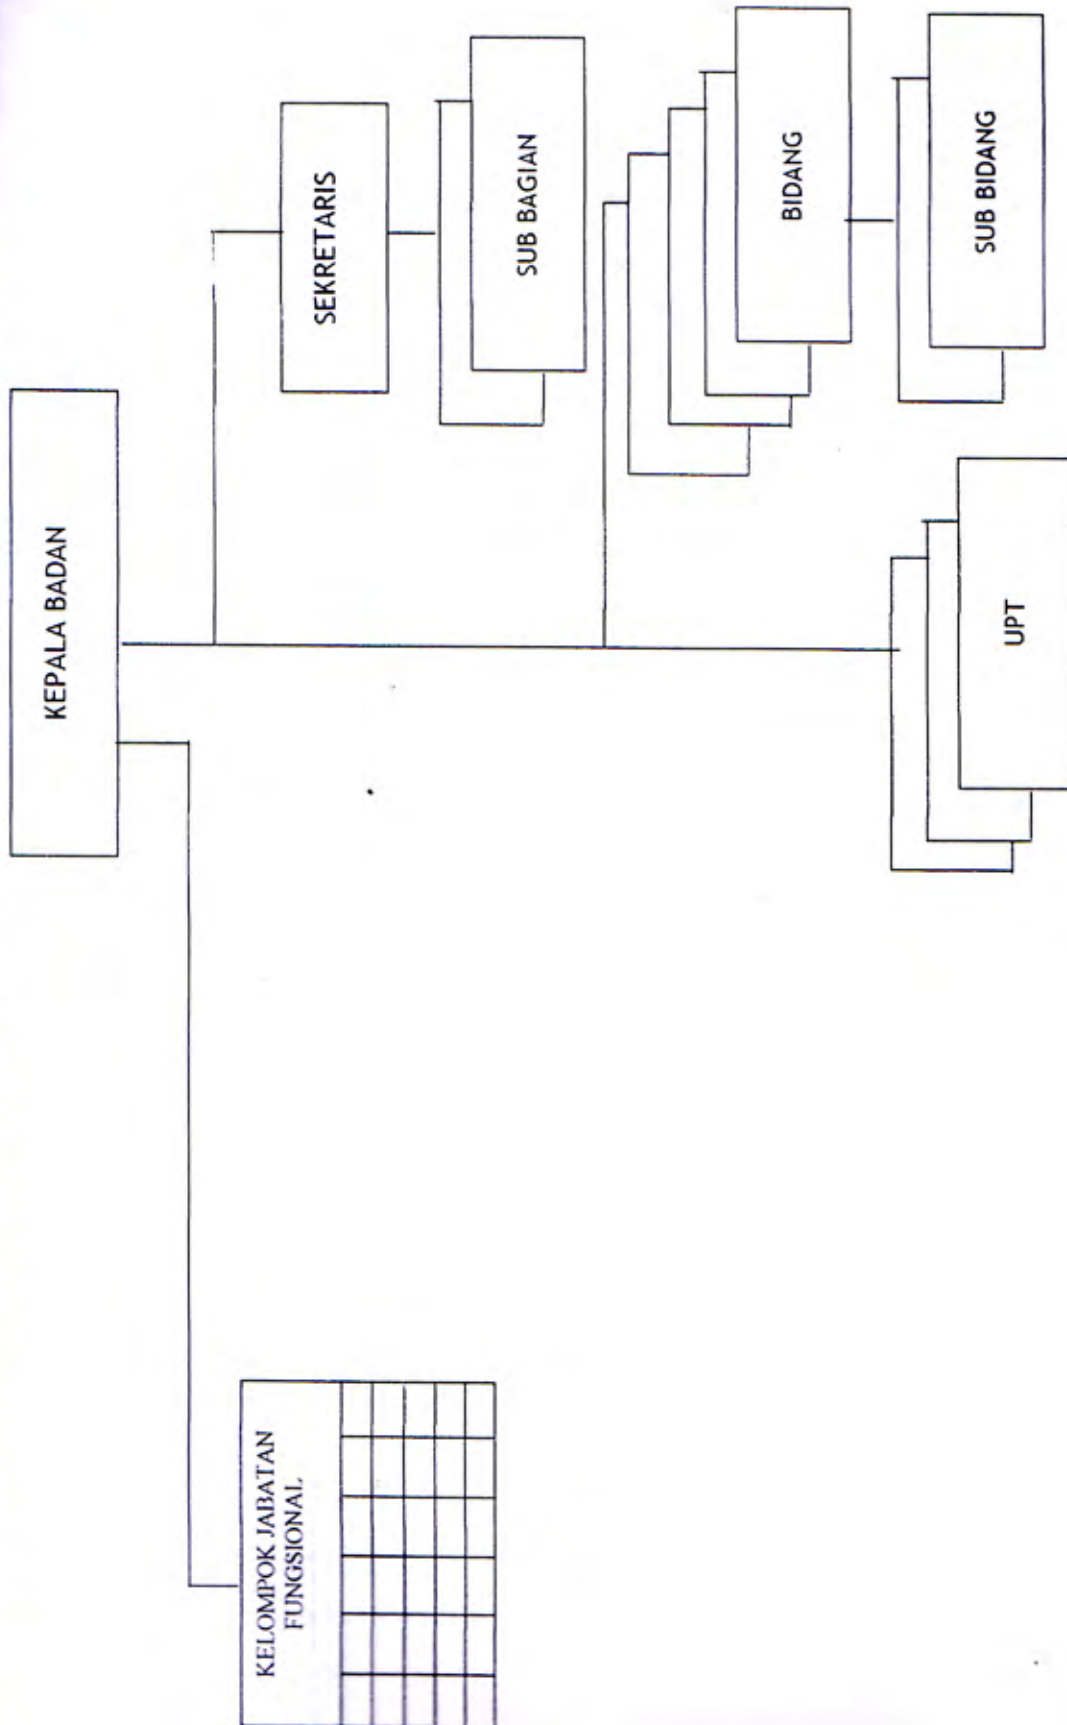 KEPALA BADAN
KELOMPOK JABATAN
FUNGSIONAL
SEKRETARIS
SUB BAGIAN
BIDANG
SUB BIDANG
UPT